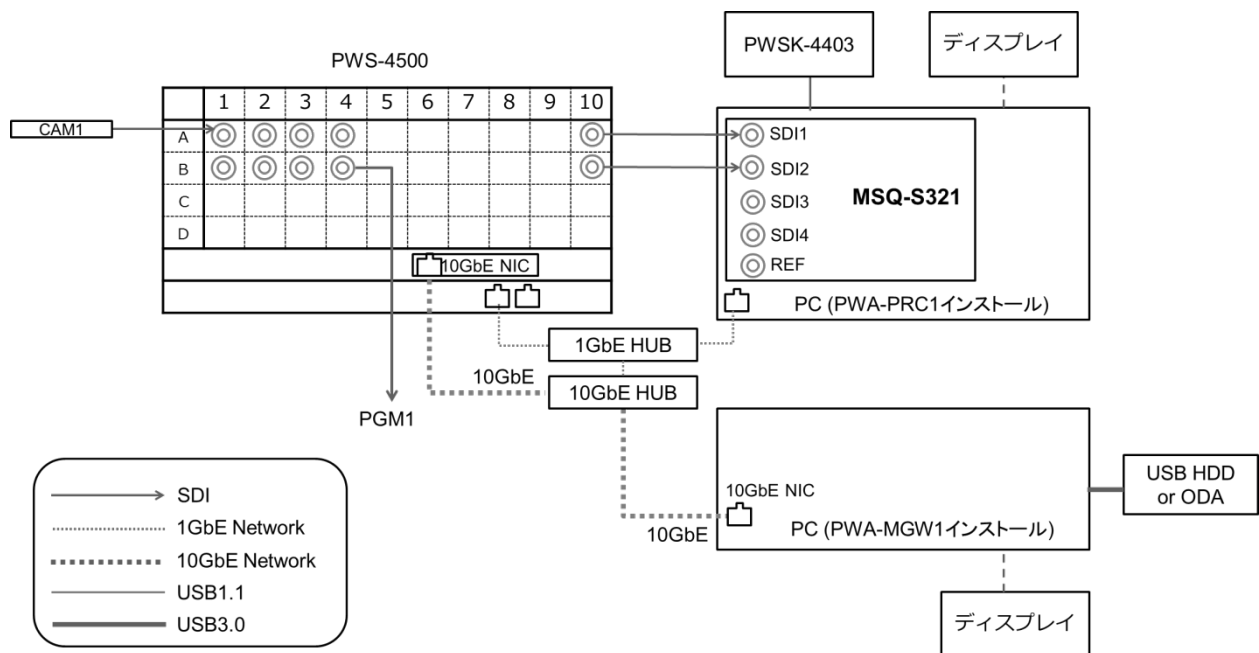 PWS-4500
1 2 3 4 5 6 7 8 9 10
A
B
C
D
CAM1
10GbE NIC
PGM1
PWSK-4403
ディスプレイ
SDI1
SDI2
SDI3
SDI4
REF
MSQ-S321
PC (PWA-PRC1インストール)
1GbE HUB
10GbE
10GbE HUB
10GbE NIC
10GbE
PC (PWA-MGW1インストール)
USB HDD
or ODA
ディスプレイ
SDI
1GbE Network
10GbE Network
USB1.1
USB3.0